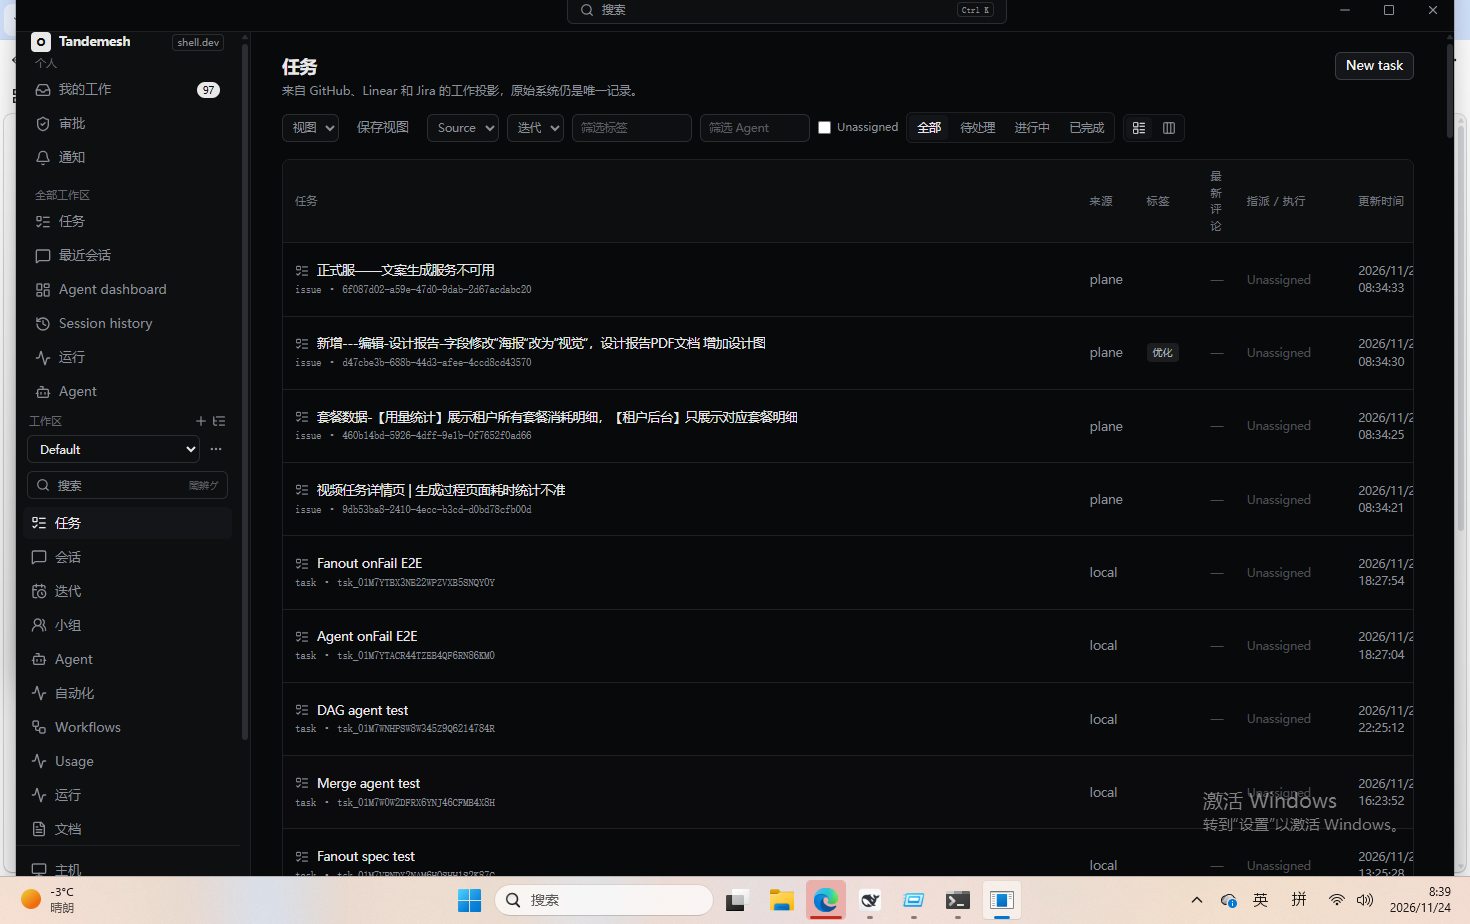 搜索
Ctrl K
Tandemesh
shell.dev
个人
我的工作
97
审批
通知
全部工作区
任务
最近会话
Agent dashboard
Session history
运行
Agent
工作区
Default
搜索
任务
会话
迭代
小组
Agent
自动化
Workflows
Usage
运行
文档
主机
任务
来自 GitHub、Linear 和 Jira 的工作投影，原始系统仍是唯一记录。
New task
视图
保存视图
Source
迭代
筛选标签
筛选 Agent
Unassigned
全部
待处理
进行中
已完成
任务
来源
标签
最新评论
指派 / 执行
更新时间
正式服——文案生成服务不可用
issue • 6f087d02-a59e-47d0-9dab-2d67acdabc20
plane
—
Unassigned
2026/11/2
08:34:33
新增---编辑-设计报告-字段修改“海报”改为“视觉”，设计报告PDF文档 增加设计图
issue • d47cbe3b-688b-44d3-afee-4ccd8cd43570
plane
优化
—
Unassigned
2026/11/2
08:34:30
套餐数据-【用量统计】展示租户所有套餐消耗明细，【租户后台】只展示对应套餐明细
issue • 460b14bd-5926-4dff-9e1b-0f7652f0ad66
plane
—
Unassigned
2026/11/2
08:34:25
视频任务详情页 | 生成过程页面耗时统计不准
issue • 9db53ba8-2410-4ecc-b3cd-d0bd78cfb00d
plane
—
Unassigned
2026/11/2
08:34:21
Fanout onFail E2E
task • tsk_01M7YTBX3NE22WPZVXB5SNQY0Y
local
—
Unassigned
2026/11/2
18:27:54
Agent onFail E2E
task • tsk_01M7YTACR44TZEB4QF6RN86KM0
local
—
Unassigned
2026/11/2
18:27:04
DAG agent test
task • tsk_01M7WNHPSW8W345Z9Q6214784R
local
—
Unassigned
2026/11/2
22:25:12
Merge agent test
task • tsk_01M7W0W2DFRX6YNJ46CFMB4X8H
local
—
Unassigned
2026/11/2
16:23:52
Fanout spec test
local
—
Unassigned
2026/11/2
13:25:28
激活 Windows
转到“设置”以激活 Windows。
-3°C
晴朗
搜索
英
拼
8:39
2026/11/24